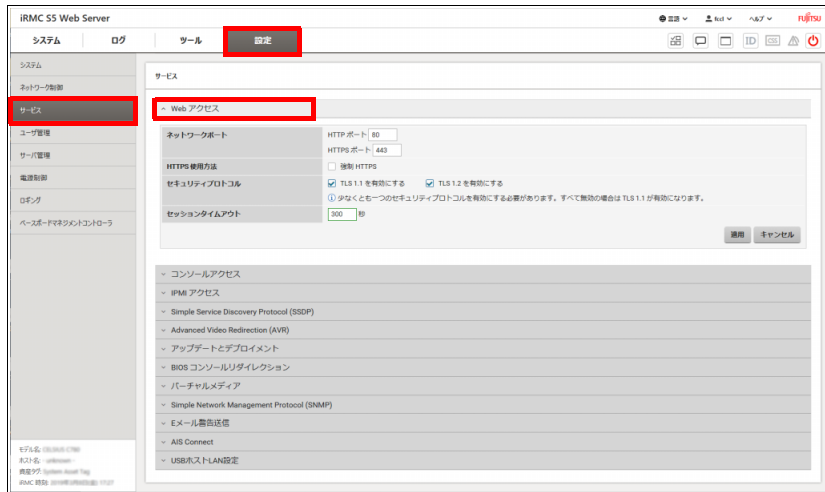 iRMC S5 Web Server
言語
fccl
ヘルプ
FUJITSU
システム
ログ
ツール
設定
ID
CSS
システム
ネットワーク制御
サービス
ユーザ管理
サーバ管理
電源制御
ロギング
ベースボードマネジメントコントローラ
サービス
Web アクセス
ネットワークポート
HTTP ポート 80
HTTPS ポート 443
HTTPS 使用方法
強制 HTTPS
セキュリティプロトコル
TLS 1.1 を有効にする
TLS 1.2 を有効にする
少なくとも一つのセキュリティプロトコルを有効にする必要があります。すべて無効の場合は TLS 1.1 が有効になります。
セッションタイムアウト
300 秒
適用
キャンセル
コンソールアクセス
IPMI アクセス
Simple Service Discovery Protocol (SSDP)
Advanced Video Redirection (AVR)
アップデートとデプロイメント
BIOS コンソールリダイレクション
バーチャルメディア
Simple Network Management Protocol (SNMP)
Eメール警告送信
AIS Connect
USBホストLAN設定
モデル名:
ホスト名: - unknown -
資産タグ: System Asset Tag
iRMC 時刻: